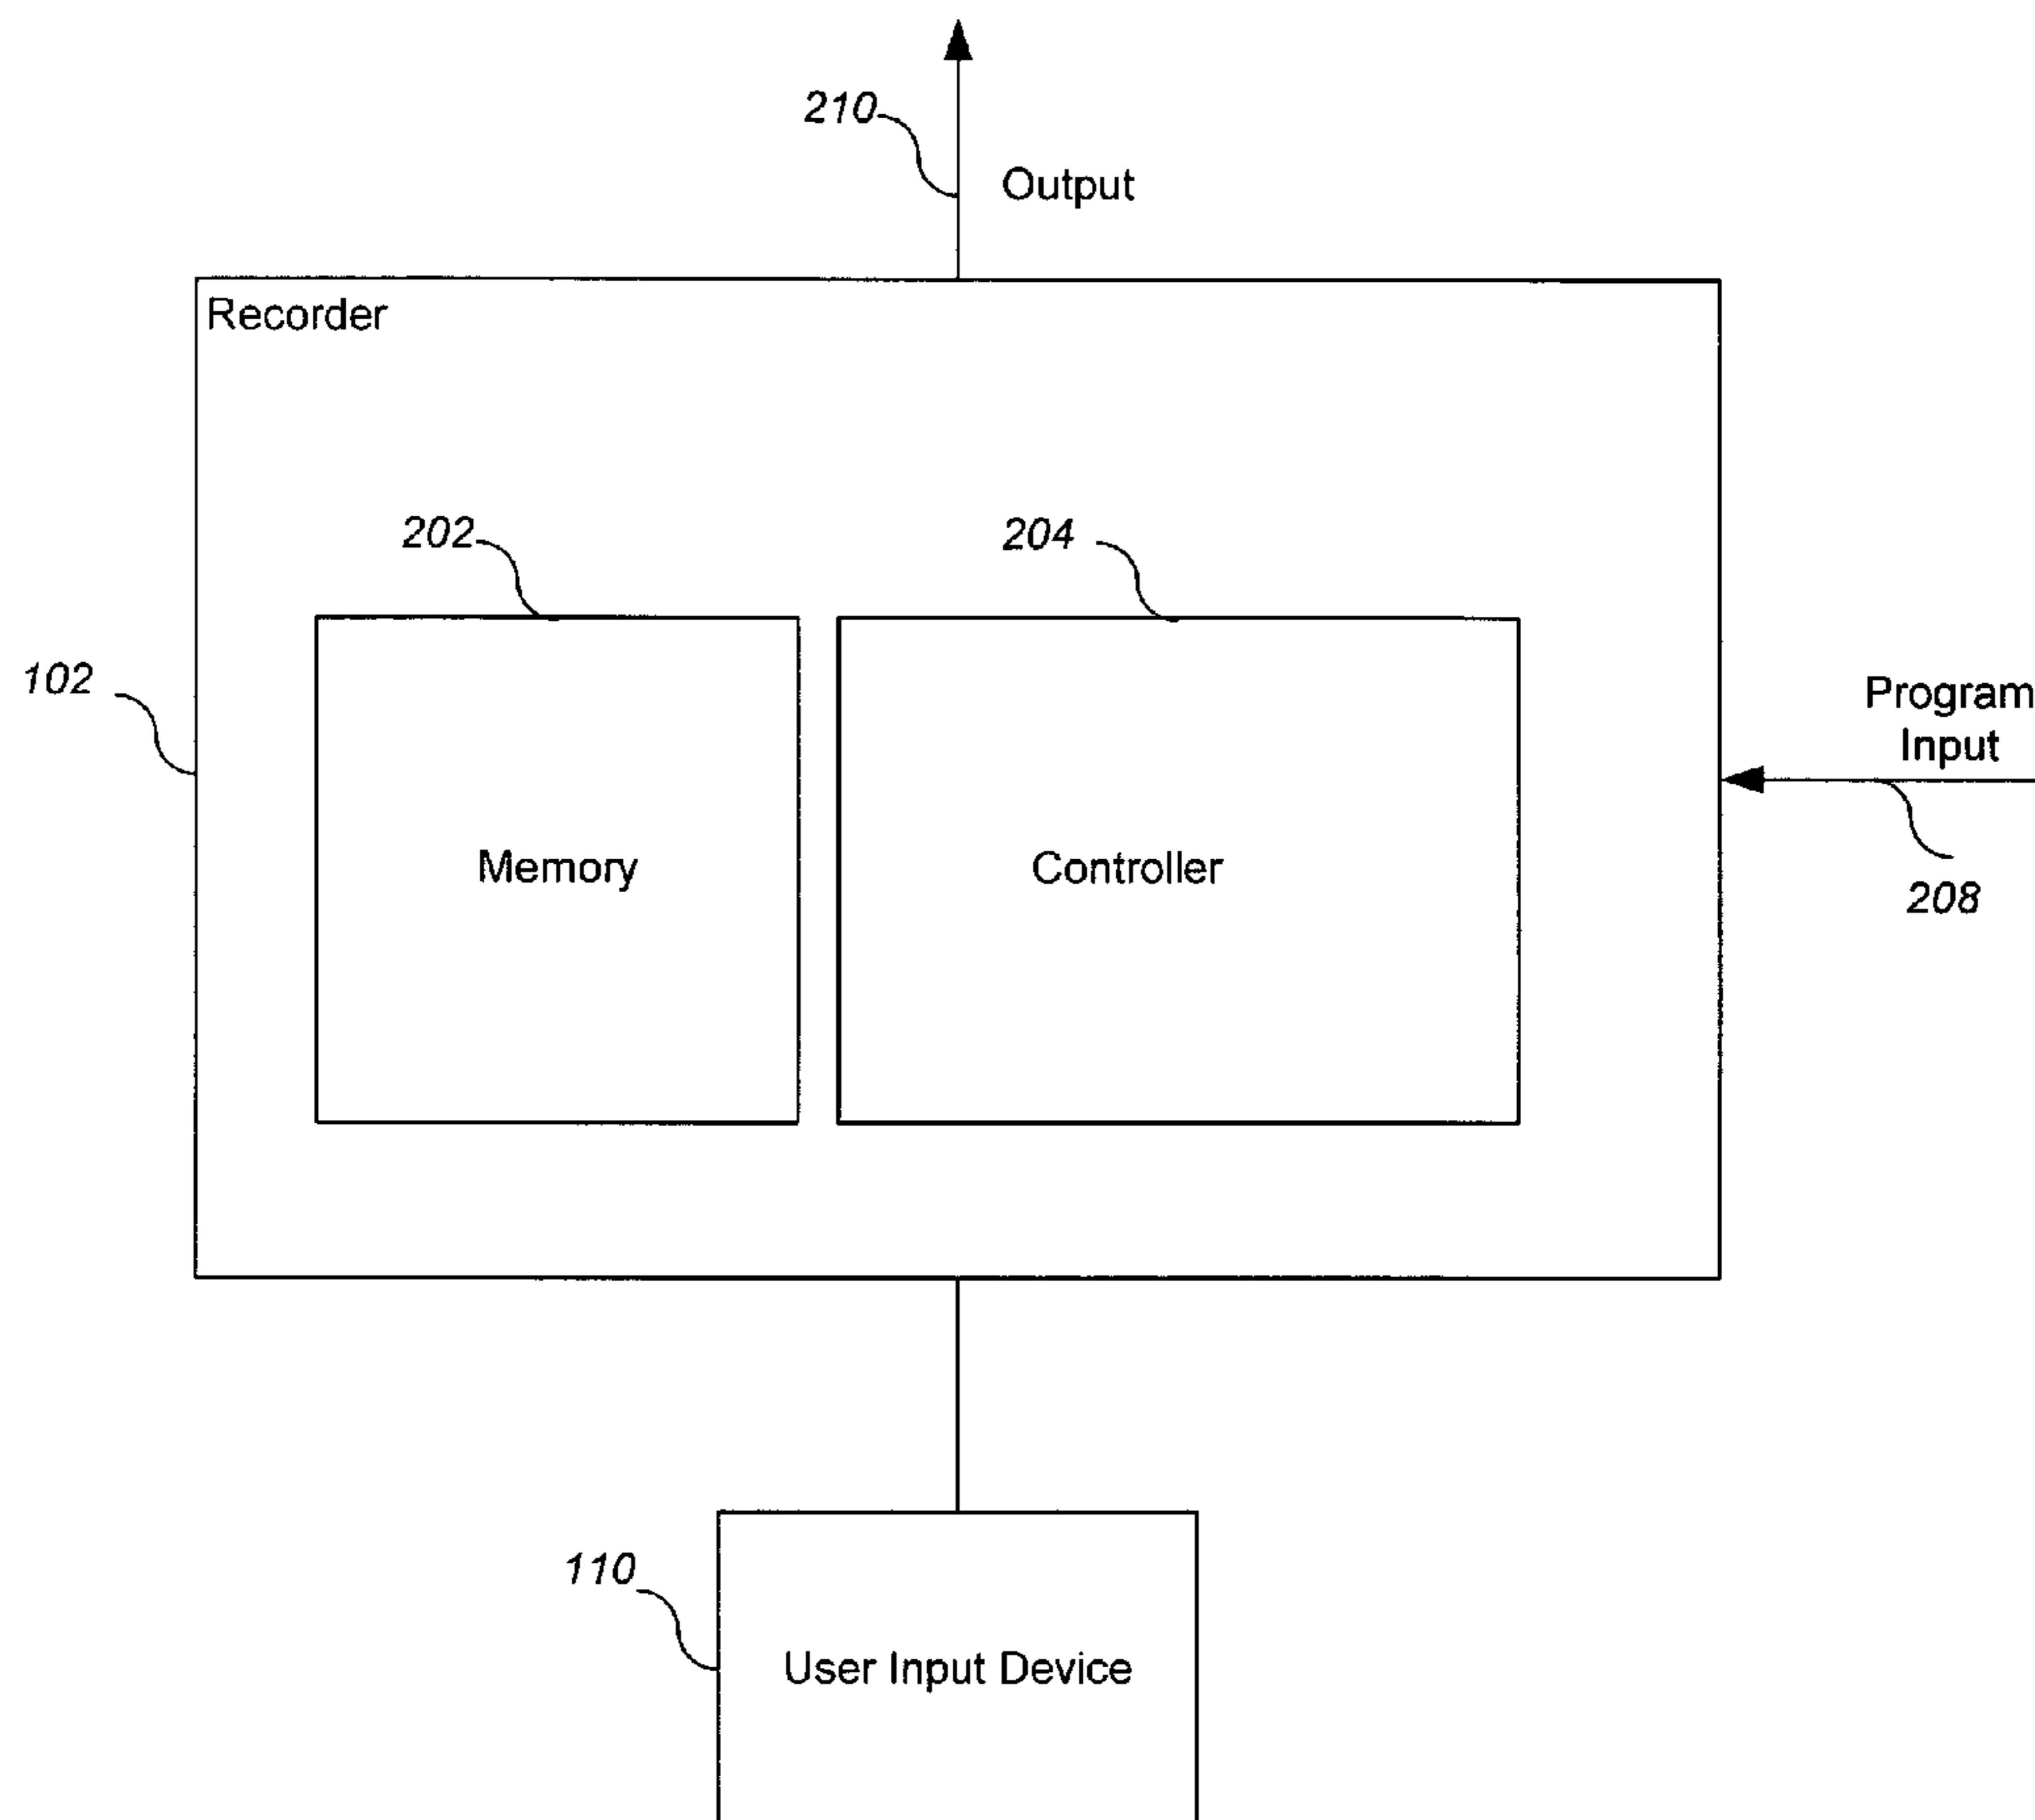 210
Output
Recorder
202
204
102
Program
Input
Memory
Controller
208
110
User Input Device